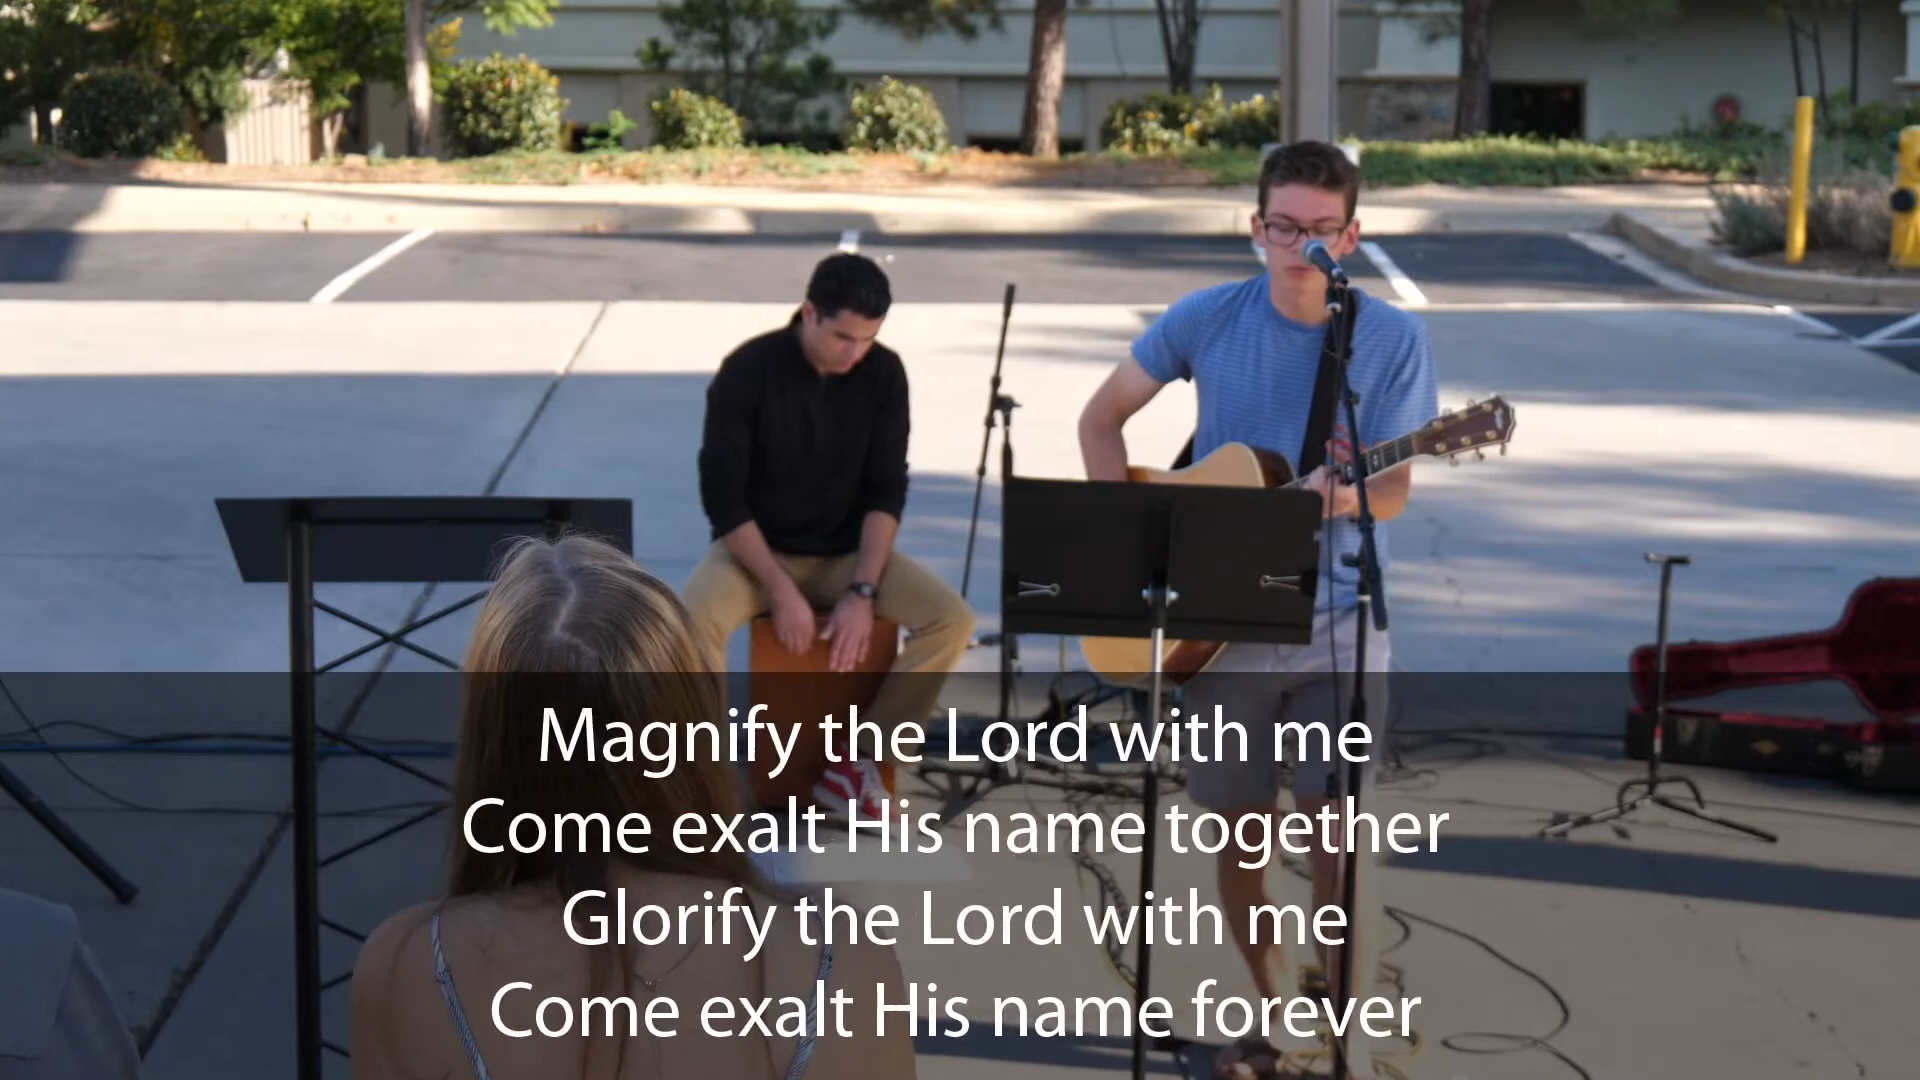 Magnify the Lord with me
Come exalt His name together
Glorify the Lord with me
Come exalt His name forever